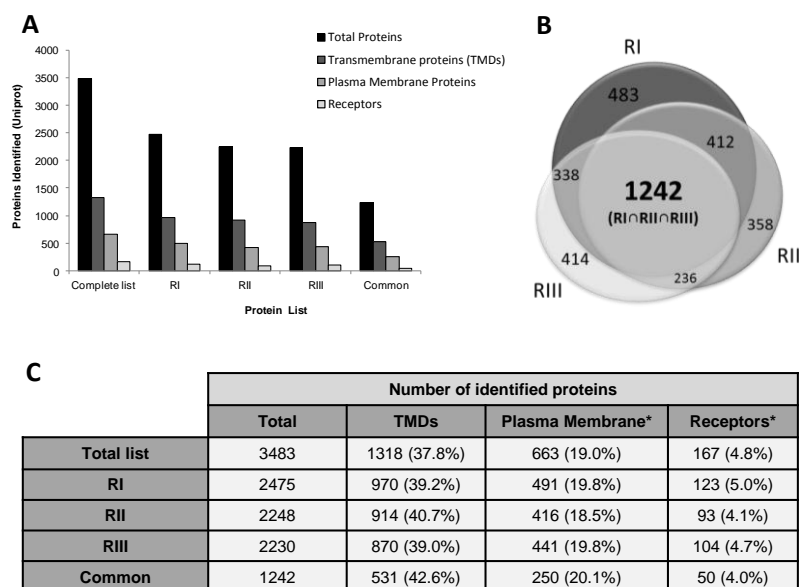 A
Total Proteins
Transmembrane proteins (TMDs)
Plasma Membrane Proteins
Receptors
Proteins Identified (Uniprot)
4000
3500
3000
2500
2000
1500
1000
500
0
Complete list RI RII RIII Common
Protein List
B
RI
483
412
338
1242
(RI∩RII∩RIII)
358
RII
414
236
RIII
C
Number of identified proteins
Total TMDs Plasma Membrane* Receptors*
Total list 3483 1318 (37.8%) 663 (19.0%) 167 (4.8%)
RI 2475 970 (39.2%) 491 (19.8%) 123 (5.0%)
RII 2248 914 (40.7%) 416 (18.5%) 93 (4.1%)
RIII 2230 870 (39.0%) 441 (19.8%) 104 (4.7%)
Common 1242 531 (42.6%) 250 (20.1%) 50 (4.0%)